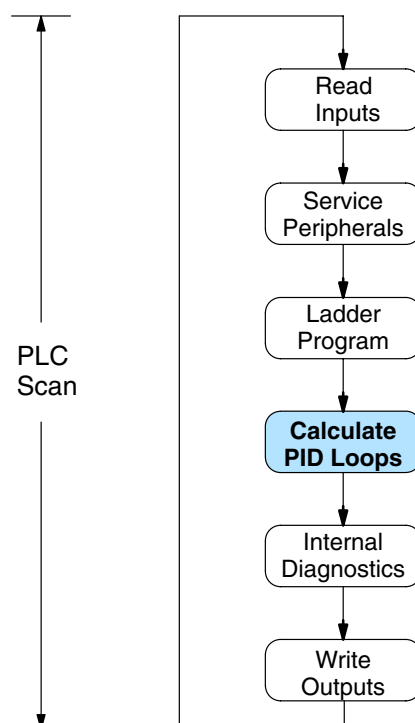 Read
Inputs
Service
Peripherals
Ladder
Program
PLC
Scan
Calculate
PID Loops
Internal
Diagnostics
Write
Outputs